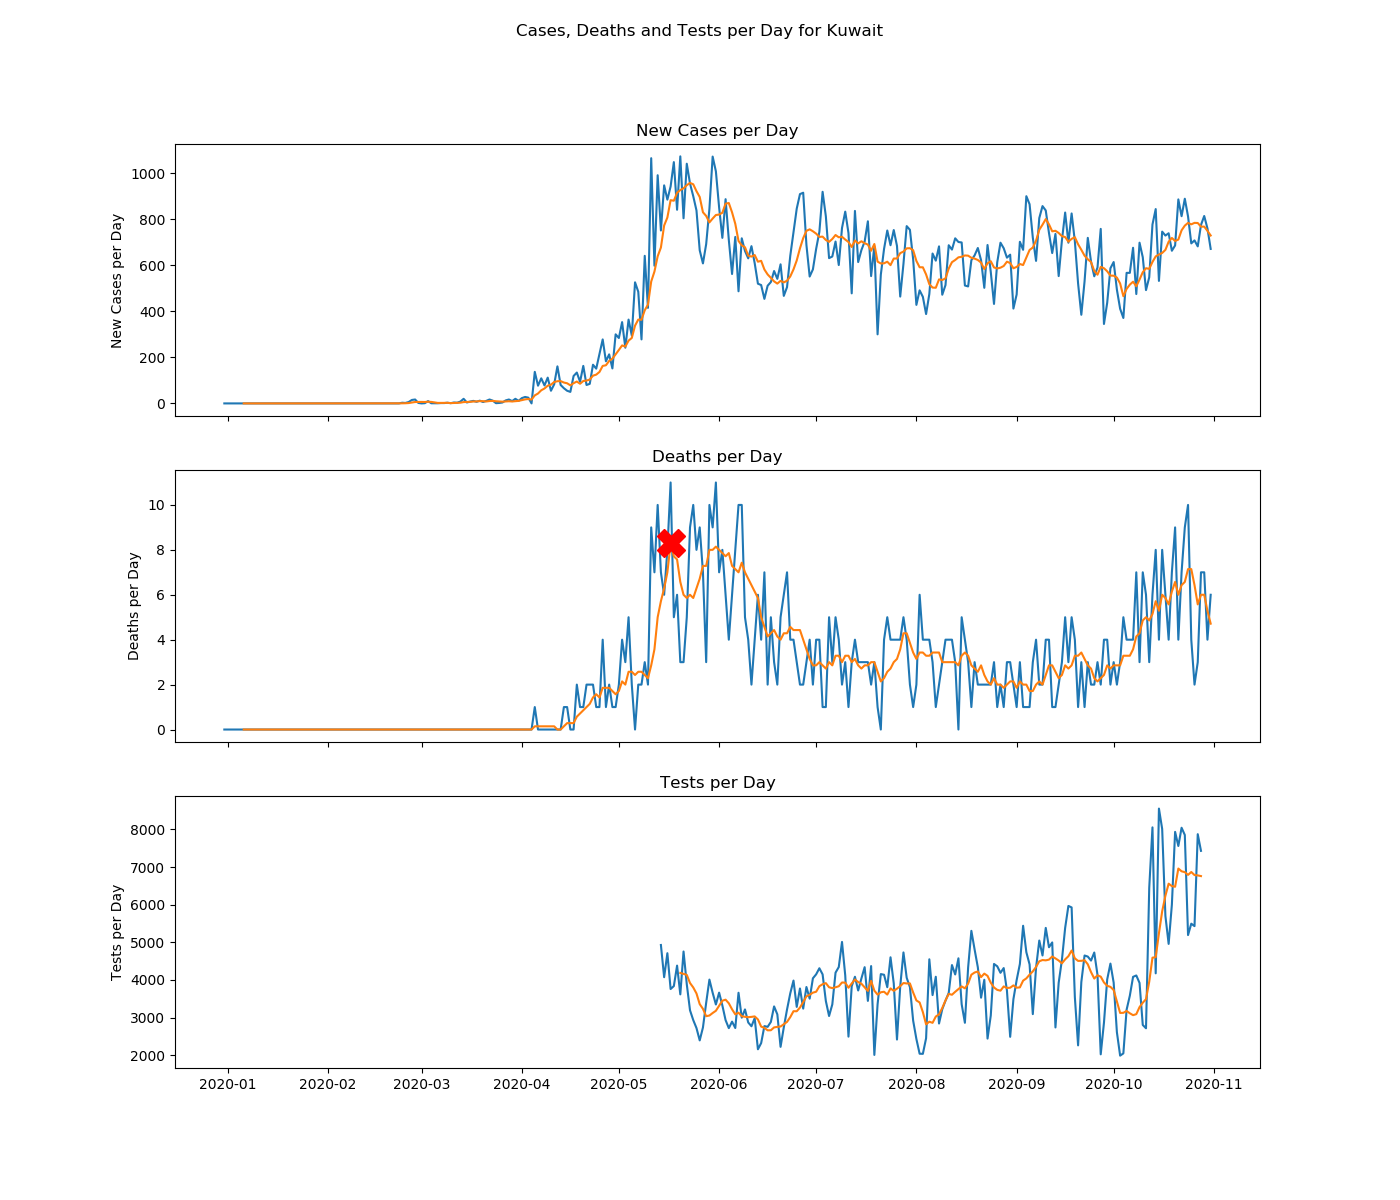 Cases, Deaths and Tests per Day for Kuwait
New Cases per Day
New Cases per Day
1000
800
600
400
200
0
Deaths per Day
Deaths per Day
10
8
6
4
2
0
Tests per Day
Tests per Day
8000
7000
6000
5000
4000
3000
2000
2020-01 2020-02 2020-03 2020-04 2020-05 2020-06 2020-07 2020-08 2020-09 2020-10 2020-11